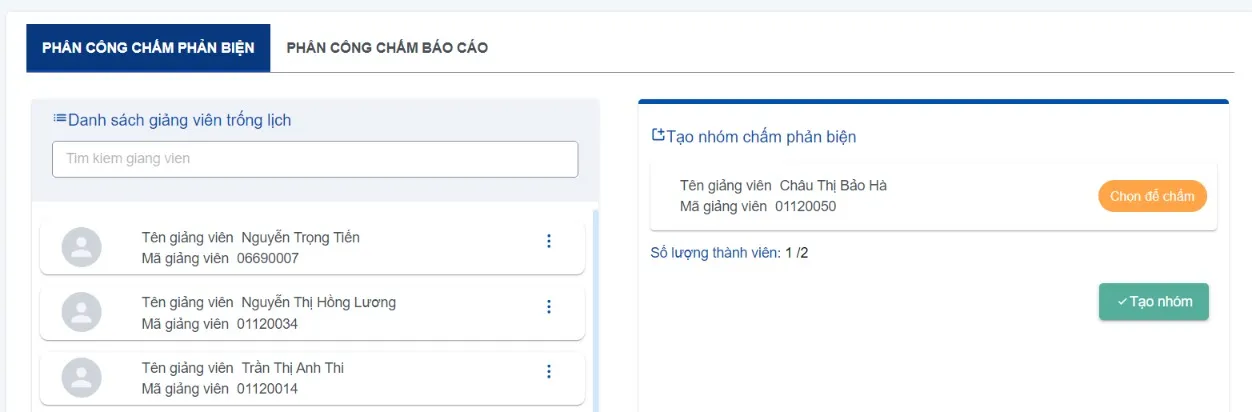 PHÂN CÔNG CHẤM PHẢN BIỆN
PHÂN CÔNG CHẤM BÁO CÁO
Danh sách giảng viên trống lịch
Tim kiem giang vien
Tên giảng viên Nguyễn Trọng Tiến
Mã giảng viên 06690007
Tên giảng viên Nguyễn Thị Hồng Lương
Mã giảng viên 01120034
Tên giảng viên Trần Thị Anh Thi
Mã giảng viên 01120014
Tạo nhóm chấm phản biện
Tên giảng viên Châu Thị Bảo Hà
Mã giảng viên 01120050
Chọn để chấm
Số lượng thành viên: 1 /2
Tạo nhóm